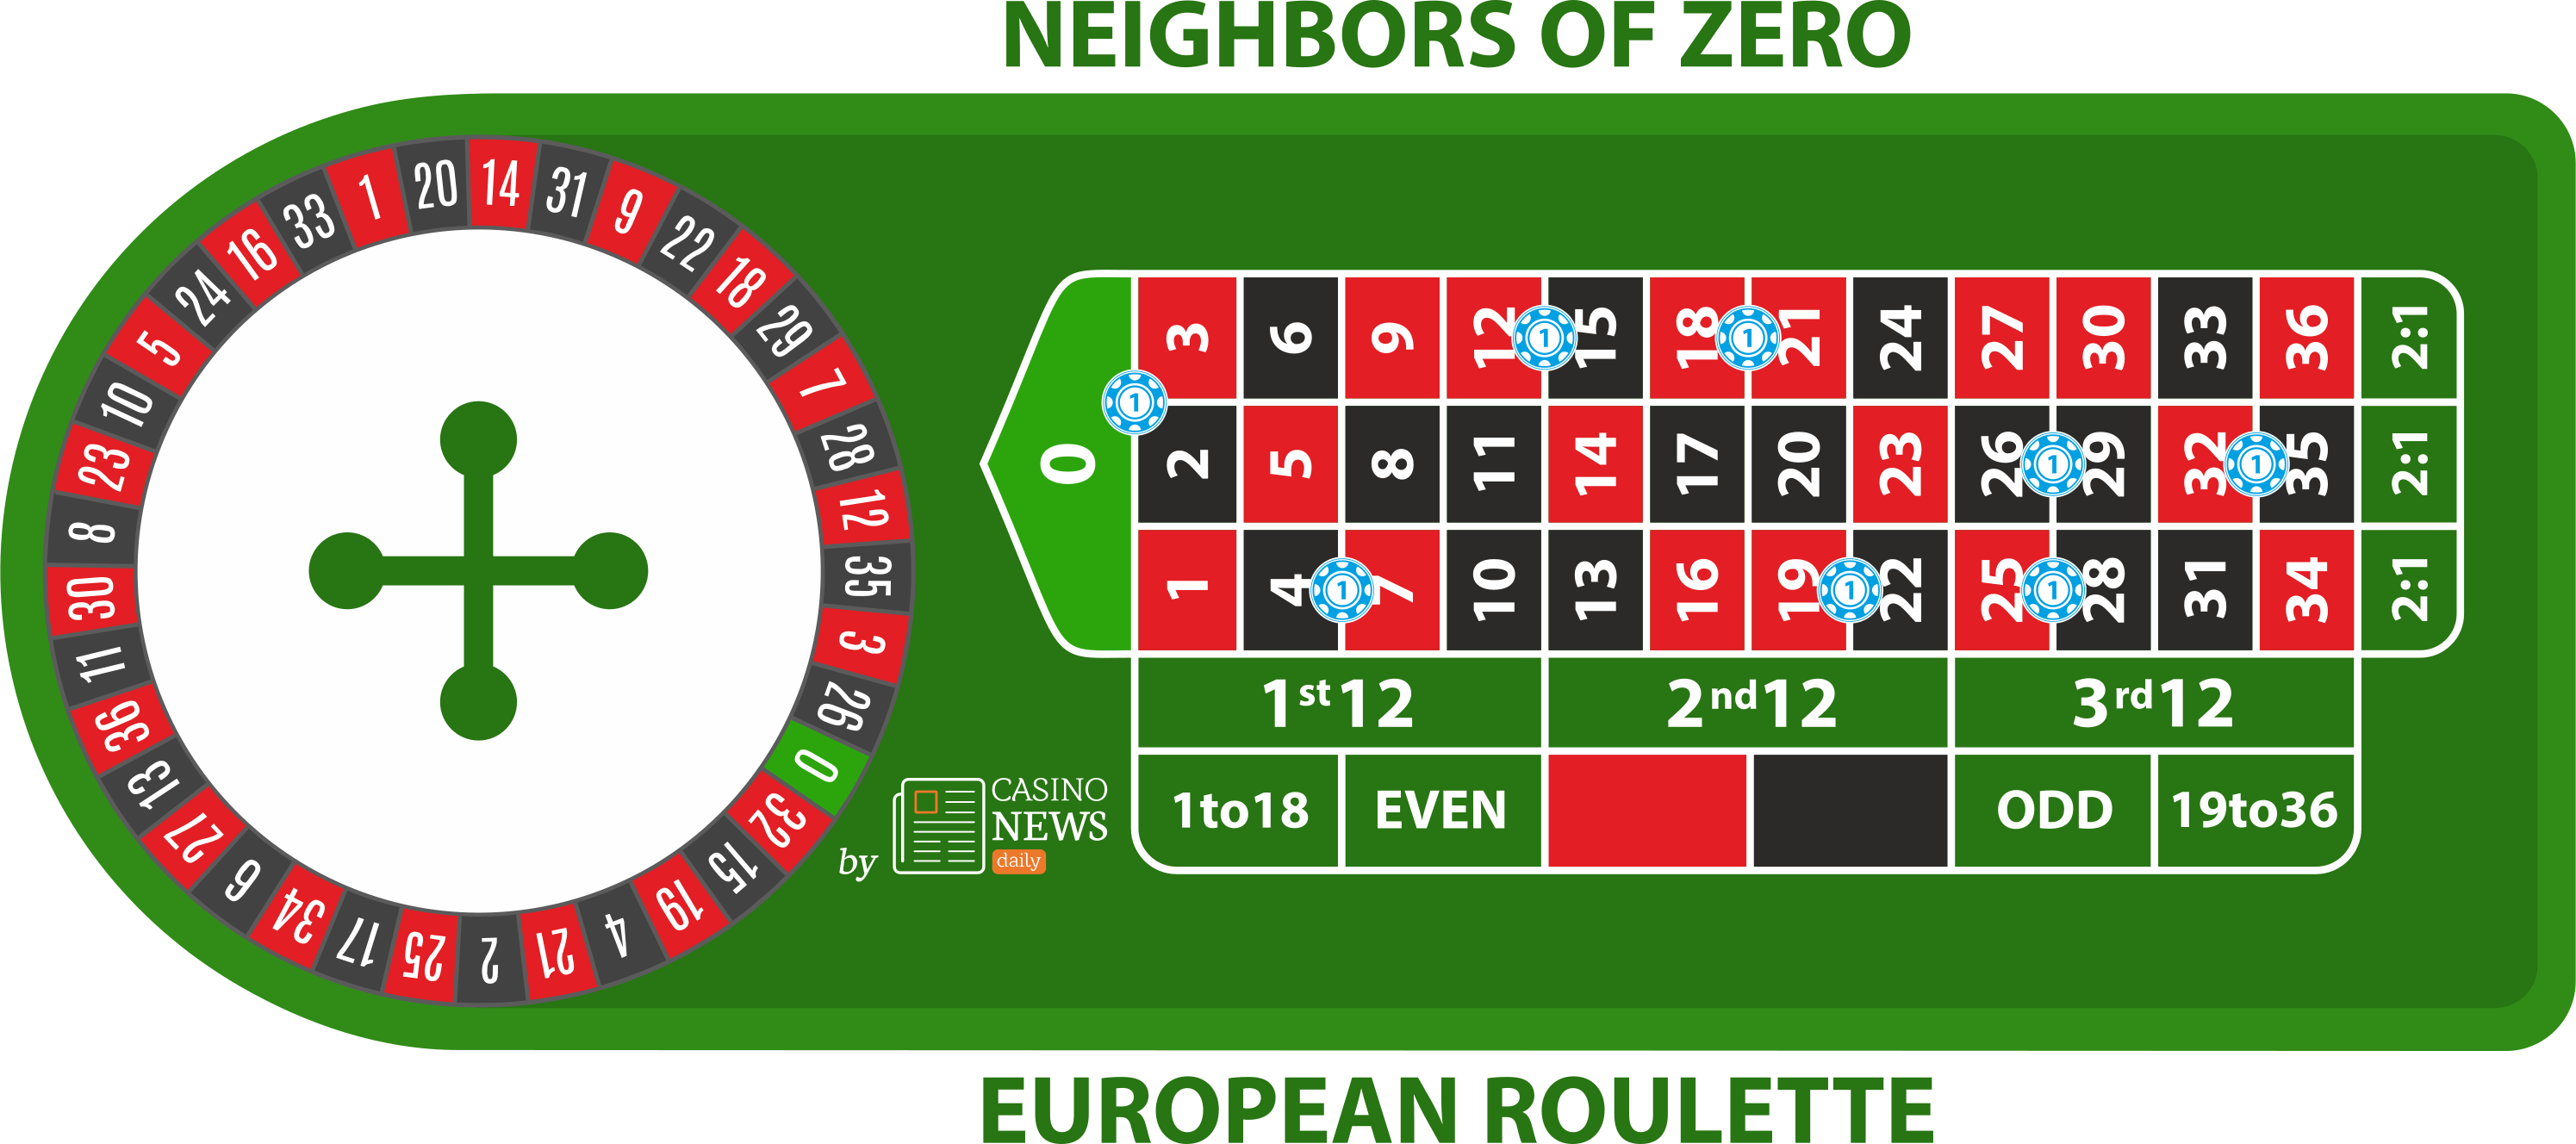 NEIGHBORS OF ZERO
0 32 15 19 4 21 2 25 17 34 6 27 13 36 11 30 8 23 10 5 24 16 33 1 20 14 31 9 22 18 29 7 28 12 35 3 26
0
3 6 9 12 15 18 21 24 27 30 33 36 2:1
2 5 8 11 14 17 20 23 26 29 32 35 2:1
1 4 7 10 13 16 19 22 25 28 31 34 2:1
1 1 1
1 1
1 1 1 1
1st 12 2nd 12 3rd 12
1to18 EVEN ODD 19to36
by CASINO
NEWS
daily
EUROPEAN ROULETTE